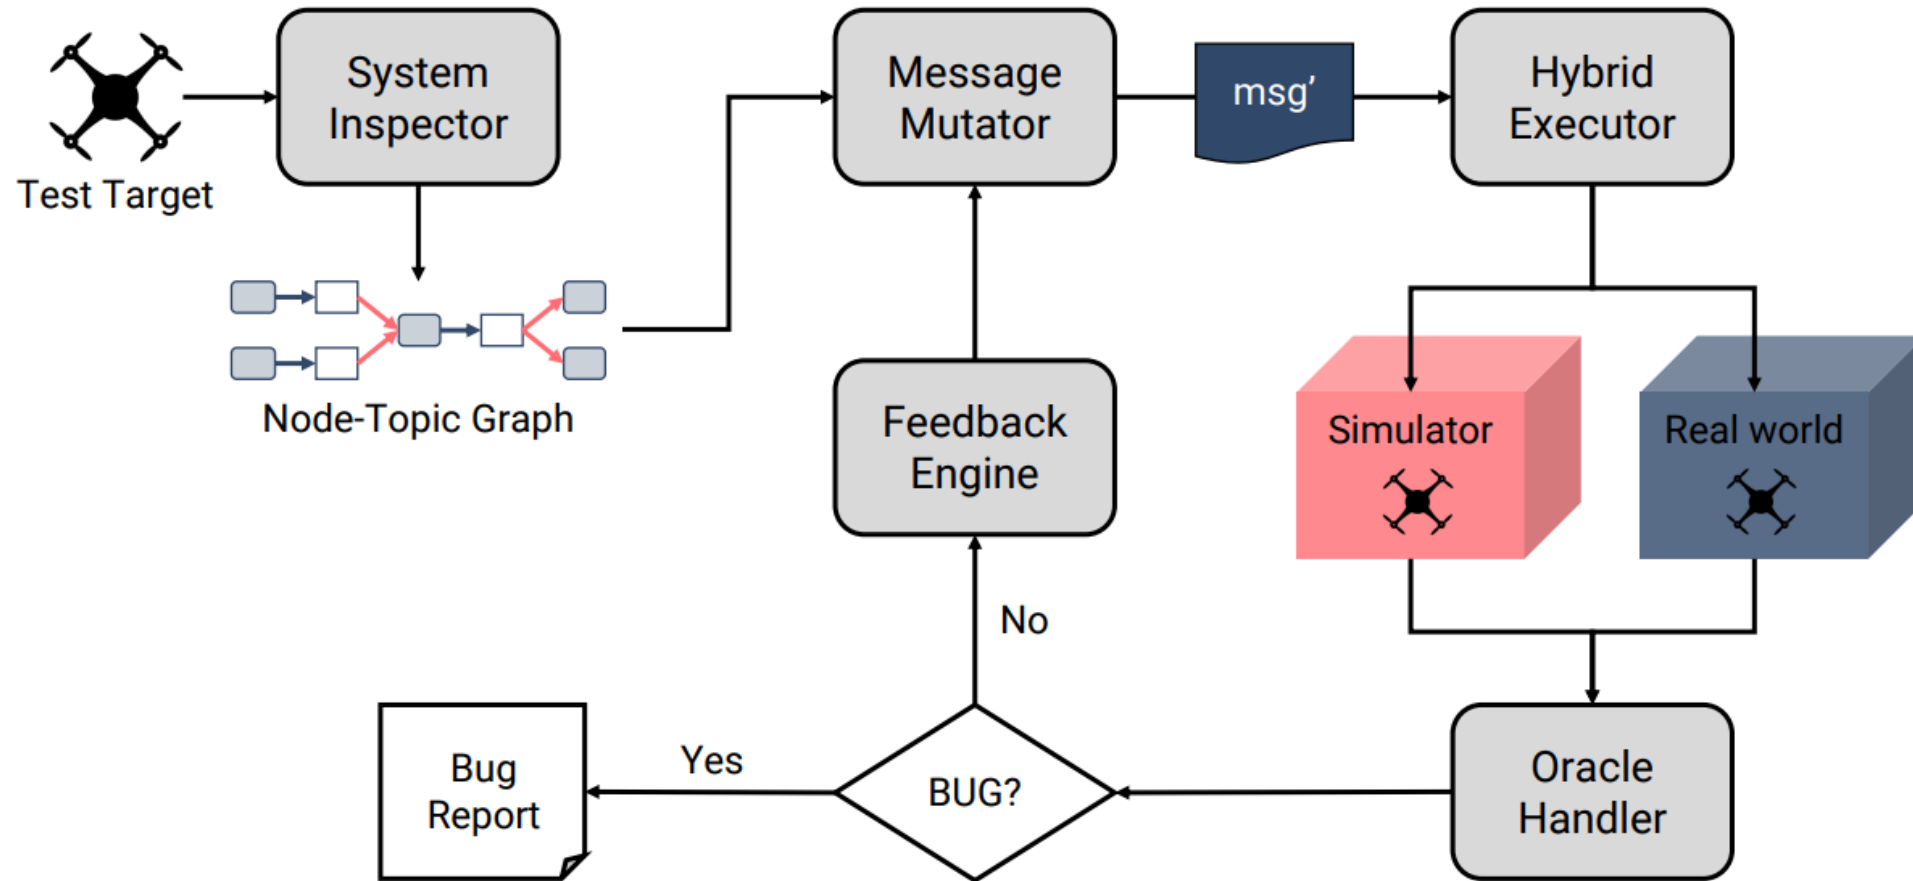 System
Inspector
Test Target
Node-Topic Graph
Message
Mutator
msg’
Hybrid
Executor
Feedback
Engine
Simulator
Real world
No
Yes
Bug
Report
BUG?
Oracle
Handler